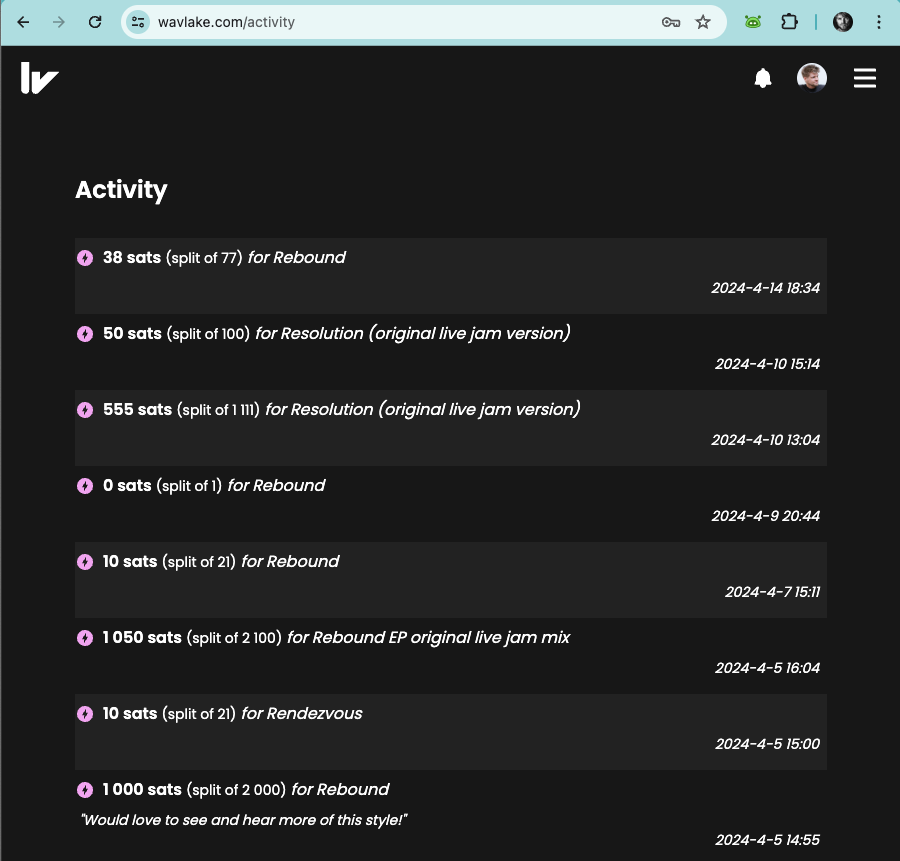 wavlake.com/activity
Activity
38 sats (split of 77) for Rebound
2024-4-14 18:34
50 sats (split of 100) for Resolution (original live jam version)
2024-4-10 15:14
555 sats (split of 1 111) for Resolution (original live jam version)
2024-4-10 13:04
0 sats (split of 1) for Rebound
2024-4-9 20:44
10 sats (split of 21) for Rebound
2024-4-7 15:11
1 050 sats (split of 2 100) for Rebound EP original live jam mix
2024-4-5 16:04
10 sats (split of 21) for Rendezvous
2024-4-5 15:00
1 000 sats (split of 2 000) for Rebound
"Would love to see and hear more of this style!"
2024-4-5 14:55